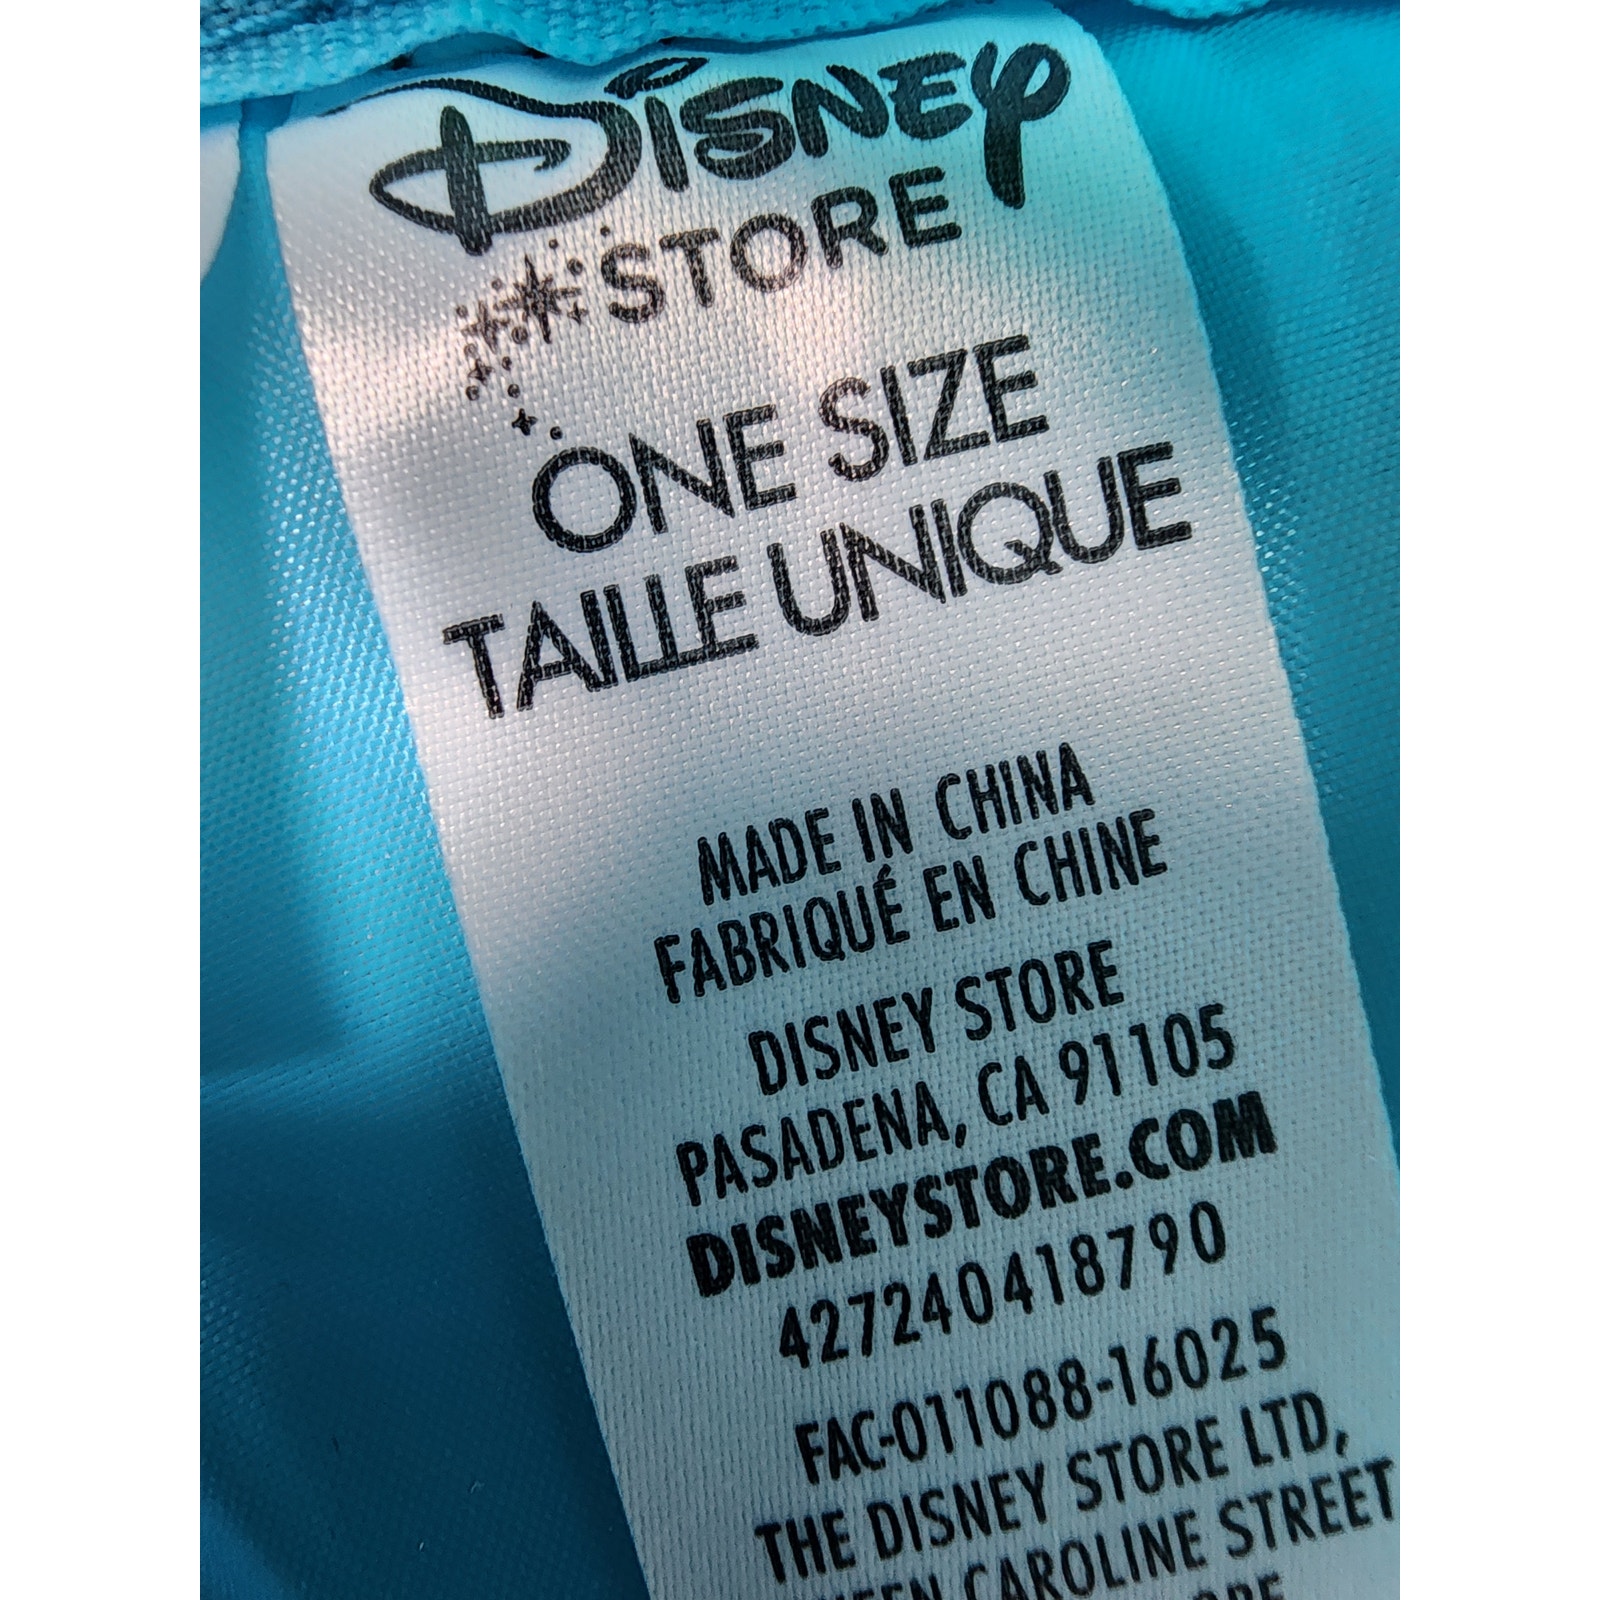 DISNEY
STORE
ONE SIZE
TAILLE UNIQUE
MADE IN CHINA
FABRIQUÉ EN CHINE
DISNEY STORE
PASADENA, CA 91105
DISNEYSTORE.COM
427240418790
FAC-011088-16025
THE DISNEY STORE LTD,
CAROLINE STREET